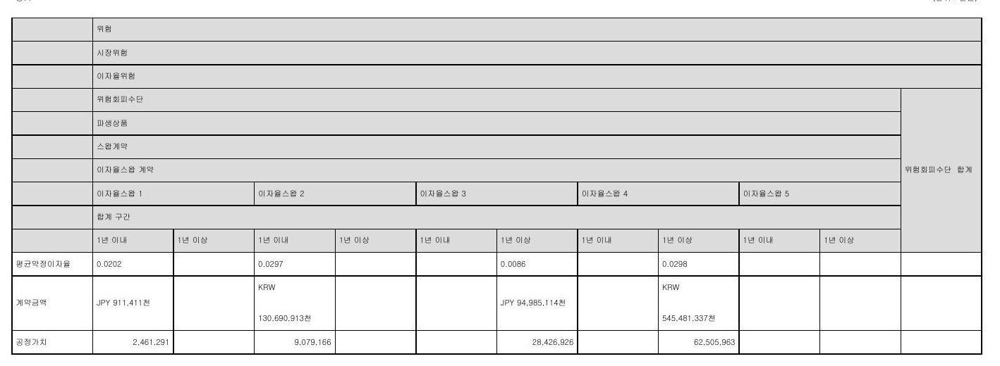 위험
시장위험
이자율위험
위험회피수단
파생상품
스왑계약
이자율스왑 계약
위험회피수단 합계
이자율스왑 1 이자율스왑 2 이자율스왑 3 이자율스왑 4 이자율스왑 5
합계 구간
1년 이내 1년 이상 1년 이내 1년 이상 1년 이내 1년 이상 1년 이내 1년 이상 1년 이내 1년 이상
평균약정이자율 0.0202 0.0297 0.0086 0.0298
KRW KRW
계약금액 JPY 911,411천 JPY 94,985,114천
130,690,913천 545,481,337천
공정가치 2,461,291 9,079,166 28,426,926 62,505,963